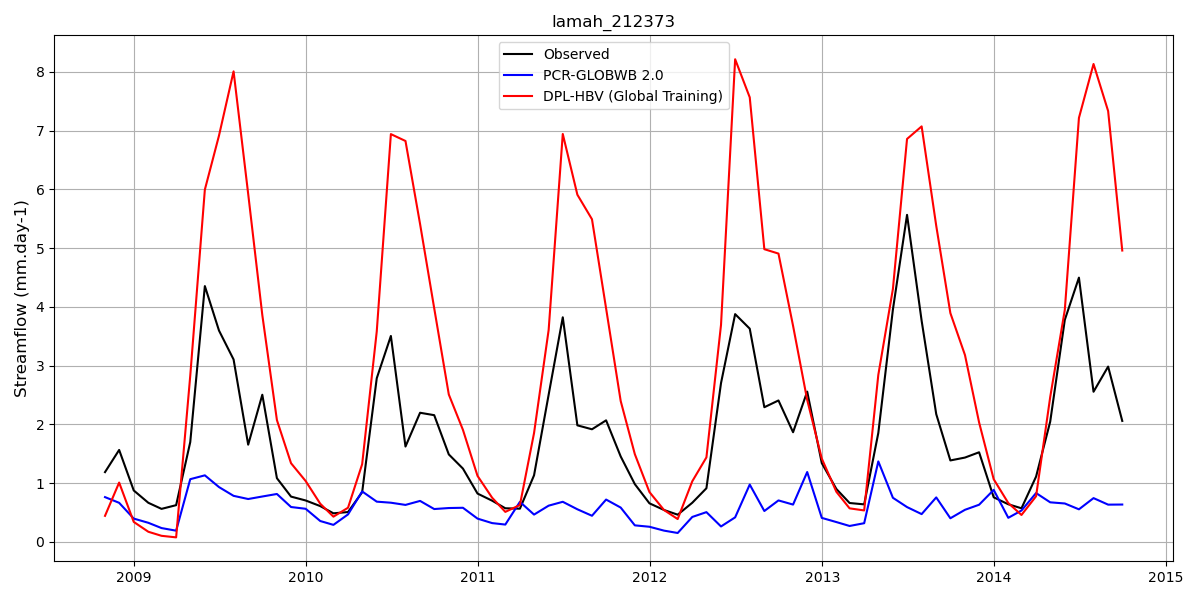 lamah_212373
Observed
PCR-GLOBWB 2.0
DPL-HBV (Global Training)
Streamflow (mm.day-1)
8
7
6
5
4
3
2
1
0
2009 2010 2011 2012 2013 2014 2015